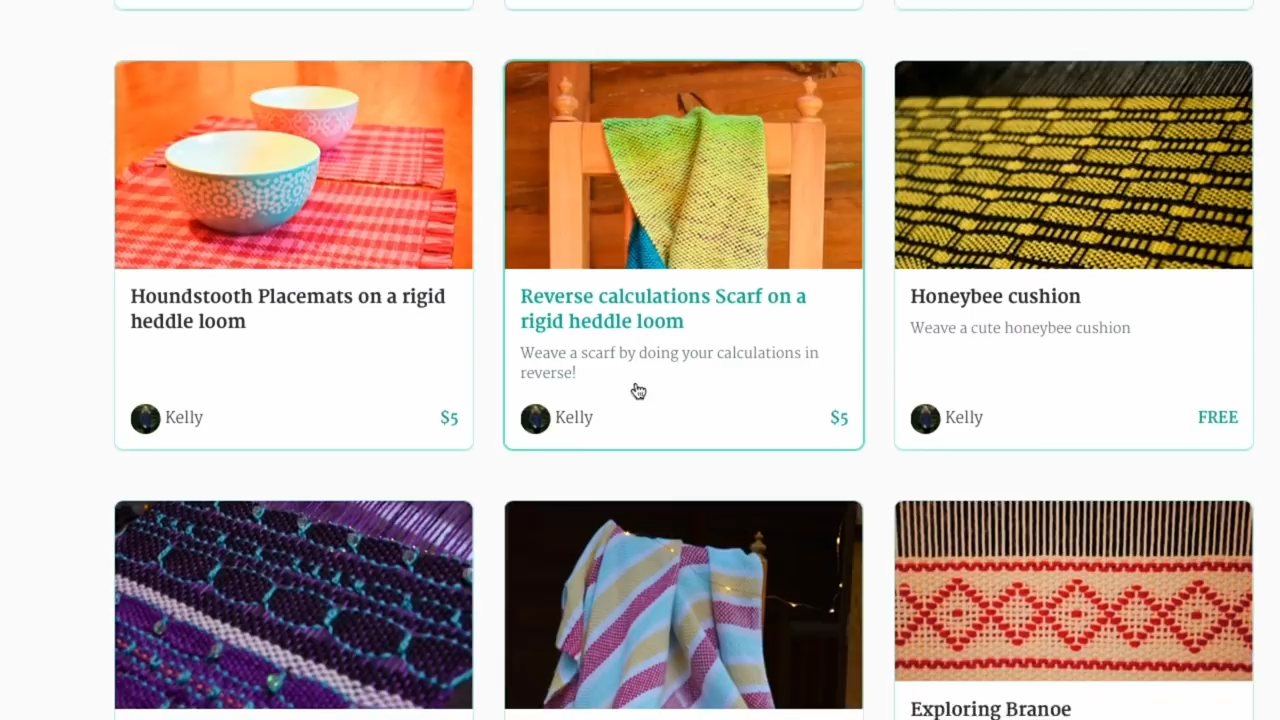 Houndstooth Placemats on a rigid
heddle loom
Kelly
$5
Reverse calculations Scarf on a
rigid heddle loom
Weave a scarf by doing your calculations in
reverse!
Kelly
$5
Honeybee cushion
Weave a cute honeybee cushion
Kelly
FREE
Exploring Branoe